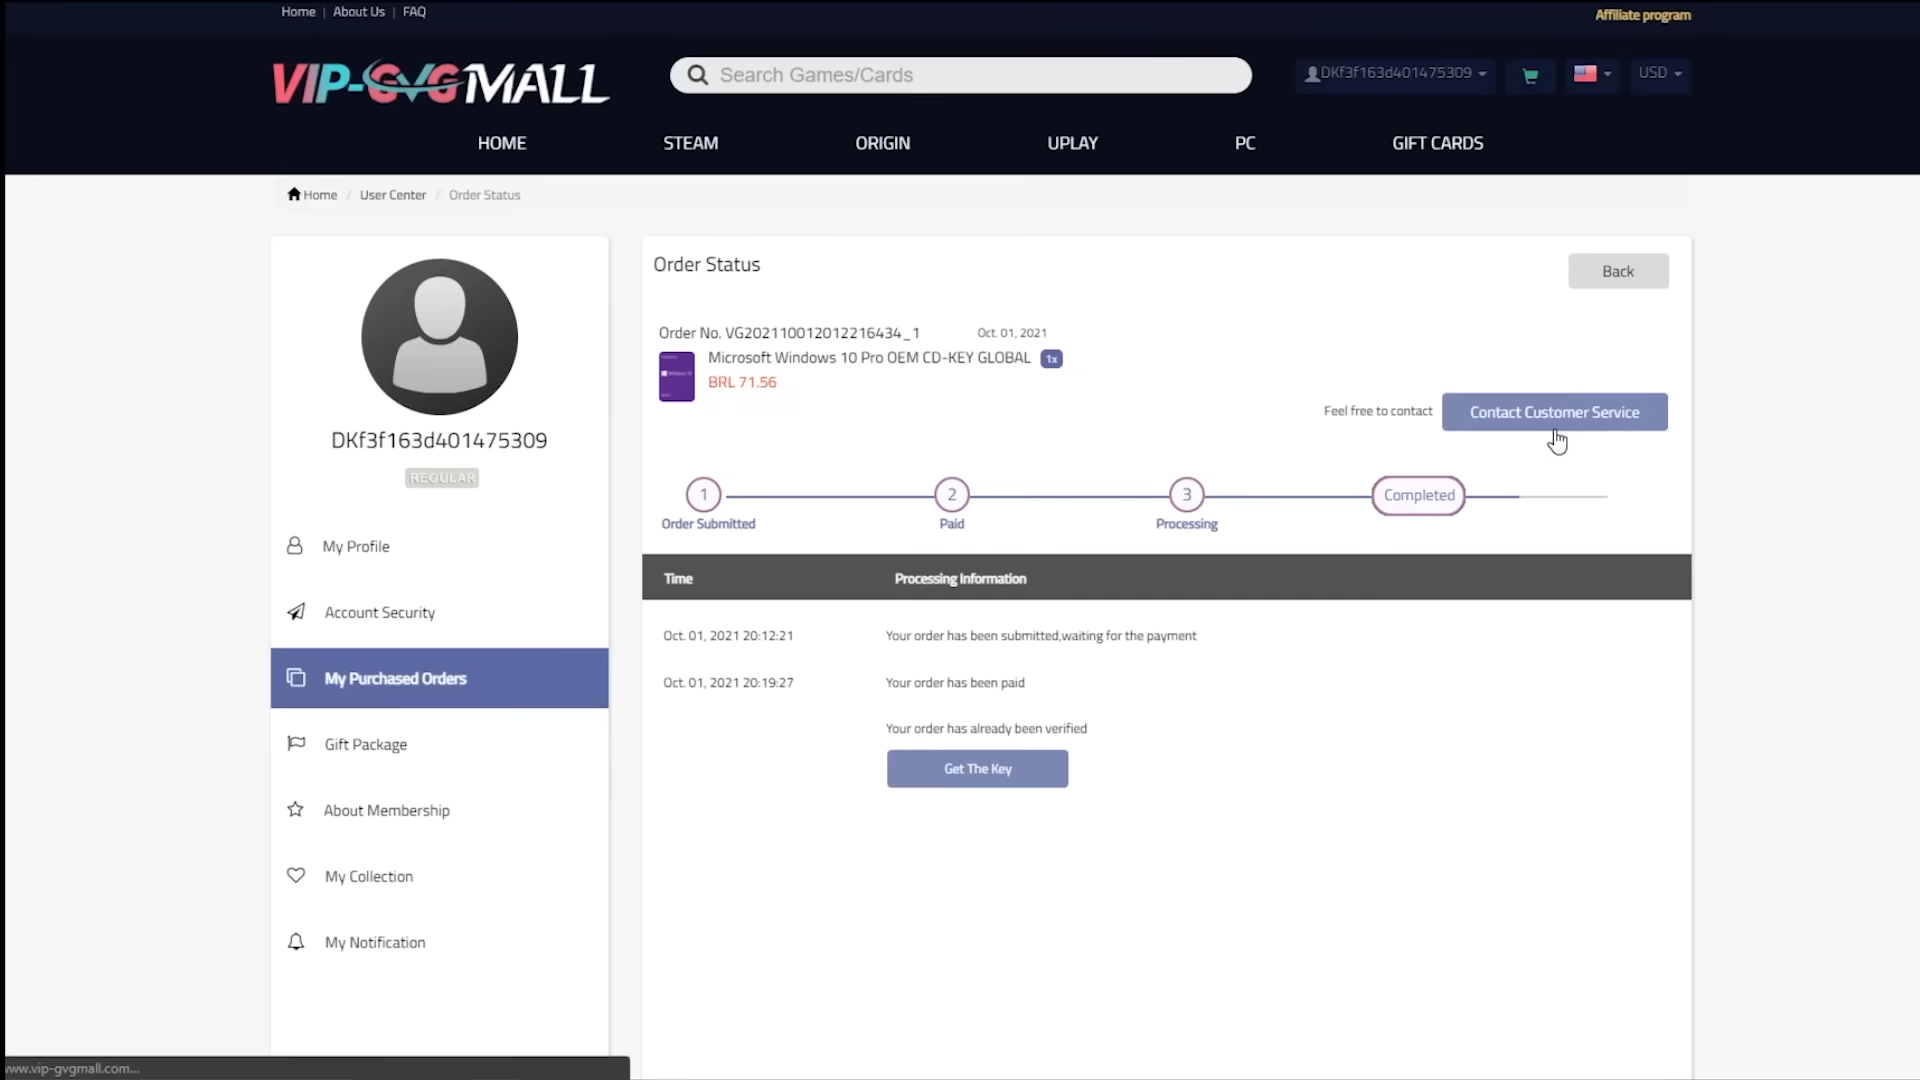 Home | About Us | FAQ
Affiliate program
VIP-GVGMALL
Search Games/Cards
DKf3f163d401475309
USD
HOME
STEAM
ORIGIN
UPLAY
PC
GIFT CARDS
Home / User Center / Order Status
DKf3f163d401475309
REGULAR
My Profile
Account Security
My Purchased Orders
Gift Package
About Membership
My Collection
My Notification
Order Status
Back
Order No. VG202110012012216434_1 Oct. 01, 2021
Microsoft Windows 10 Pro OEM CD-KEY GLOBAL 1x
BRL 71.56
Feel free to contact
Contact Customer Service
1
2
3
Completed
Order Submitted
Paid
Processing
Time
Processing Information
Oct. 01, 2021 20:12:21
Your order has been submitted,waiting for the payment
Oct. 01, 2021 20:19:27
Your order has been paid
Your order has already been verified
Get The Key
www.vip-gvgmall.com...